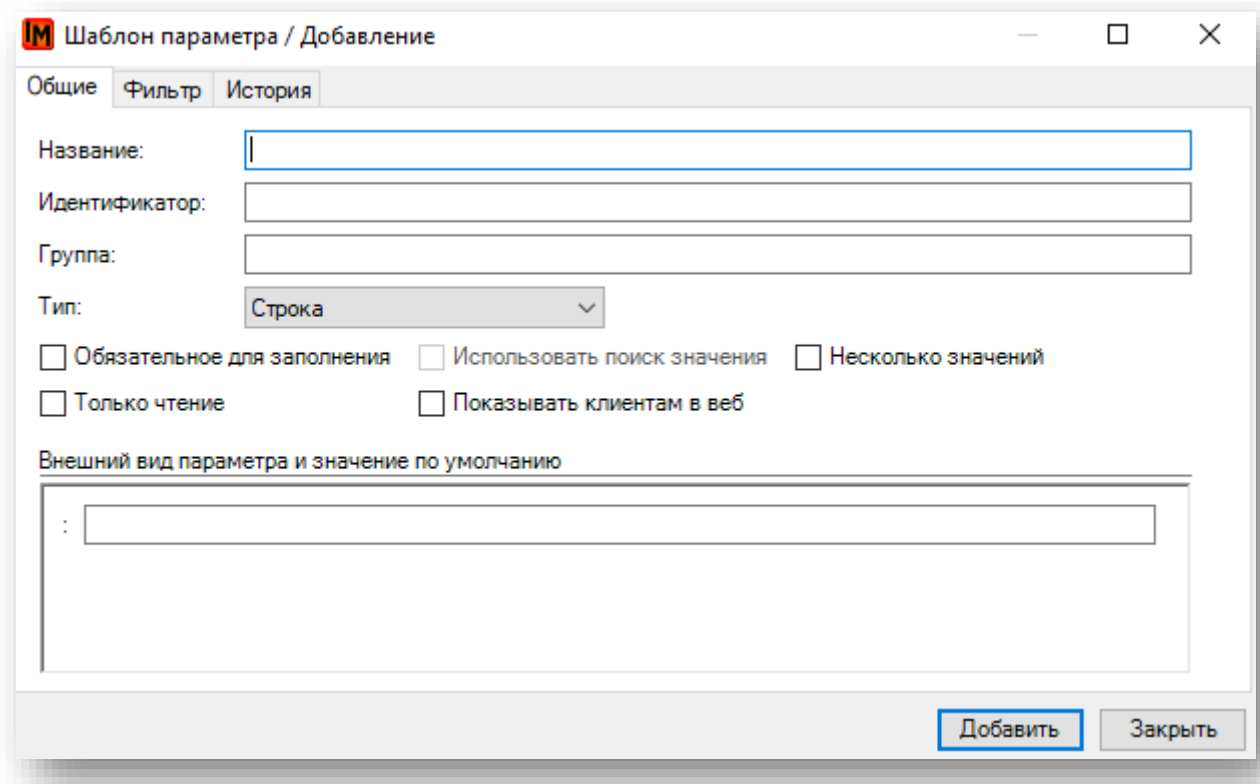 IM Шаблон параметра / Добавление
Общие Фильтр История
Название:
Идентификатор:
Группа:
Тип: Строка
Обязательное для заполнения Использовать поиск значения Несколько значений
Только чтение Показывать клиентам в веб
Внешний вид параметра и значение по умолчанию
:
Добавить Закрыть